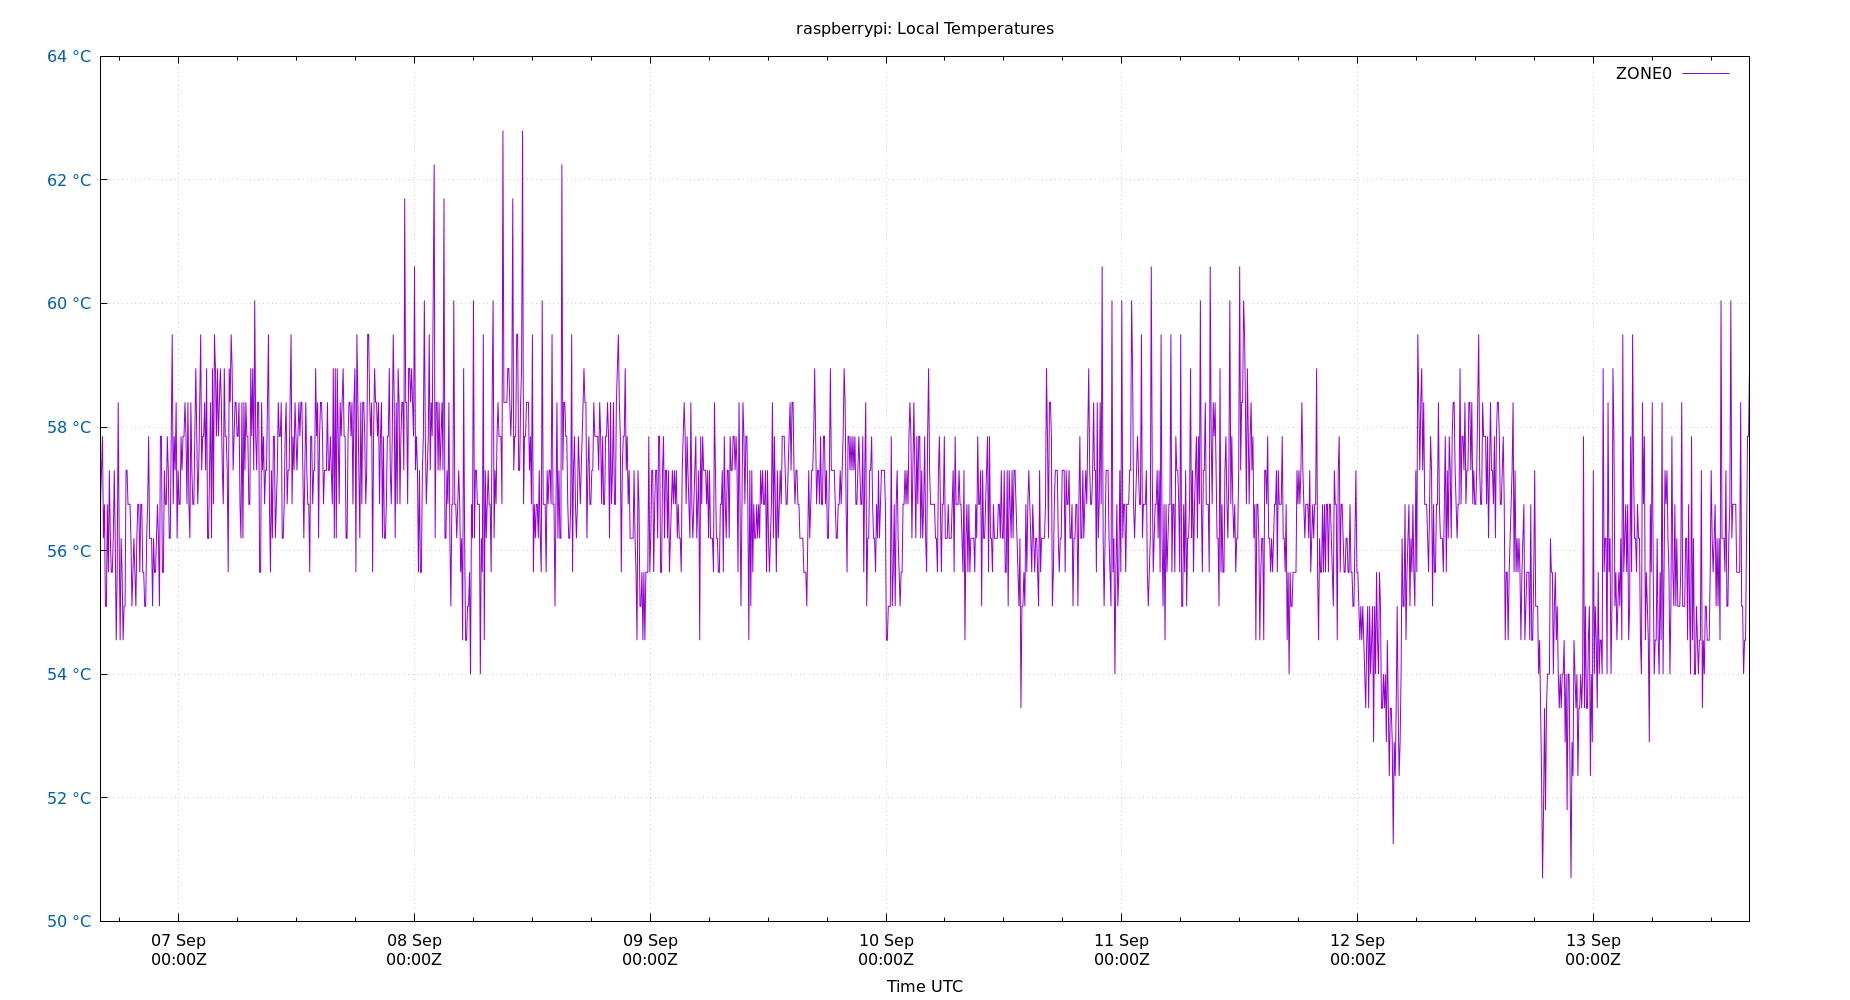 raspberrypi: Local Temperatures
64 °C
ZONE0
62 °C
60 °C
58 °C
56 °C
54 °C
52 °C
50 °C
07 Sep 08 Sep 09 Sep 10 Sep 11 Sep 12 Sep 13 Sep
00:00Z 00:00Z 00:00Z 00:00Z 00:00Z 00:00Z 00:00Z
Time UTC